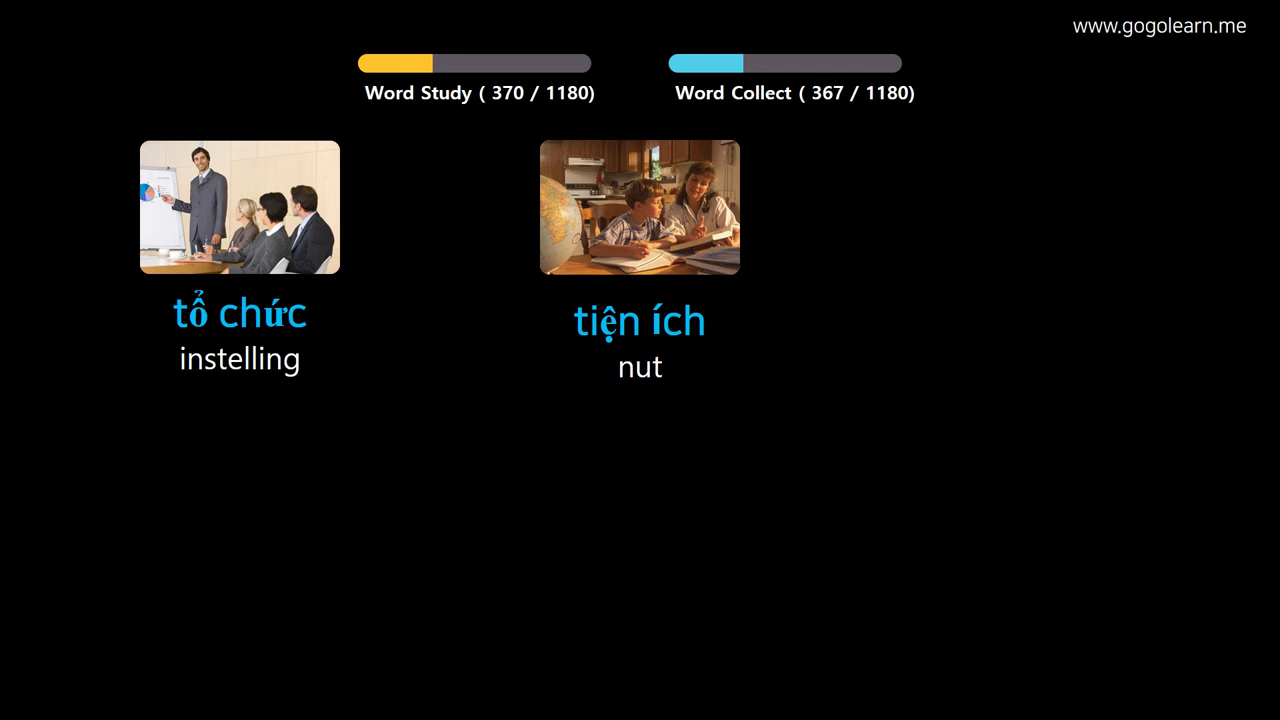 www.gogolearn.me
Word Study ( 370 / 1180)
Word Collect ( 367 / 1180)
tổ chức
instelling
tiện ích
nut